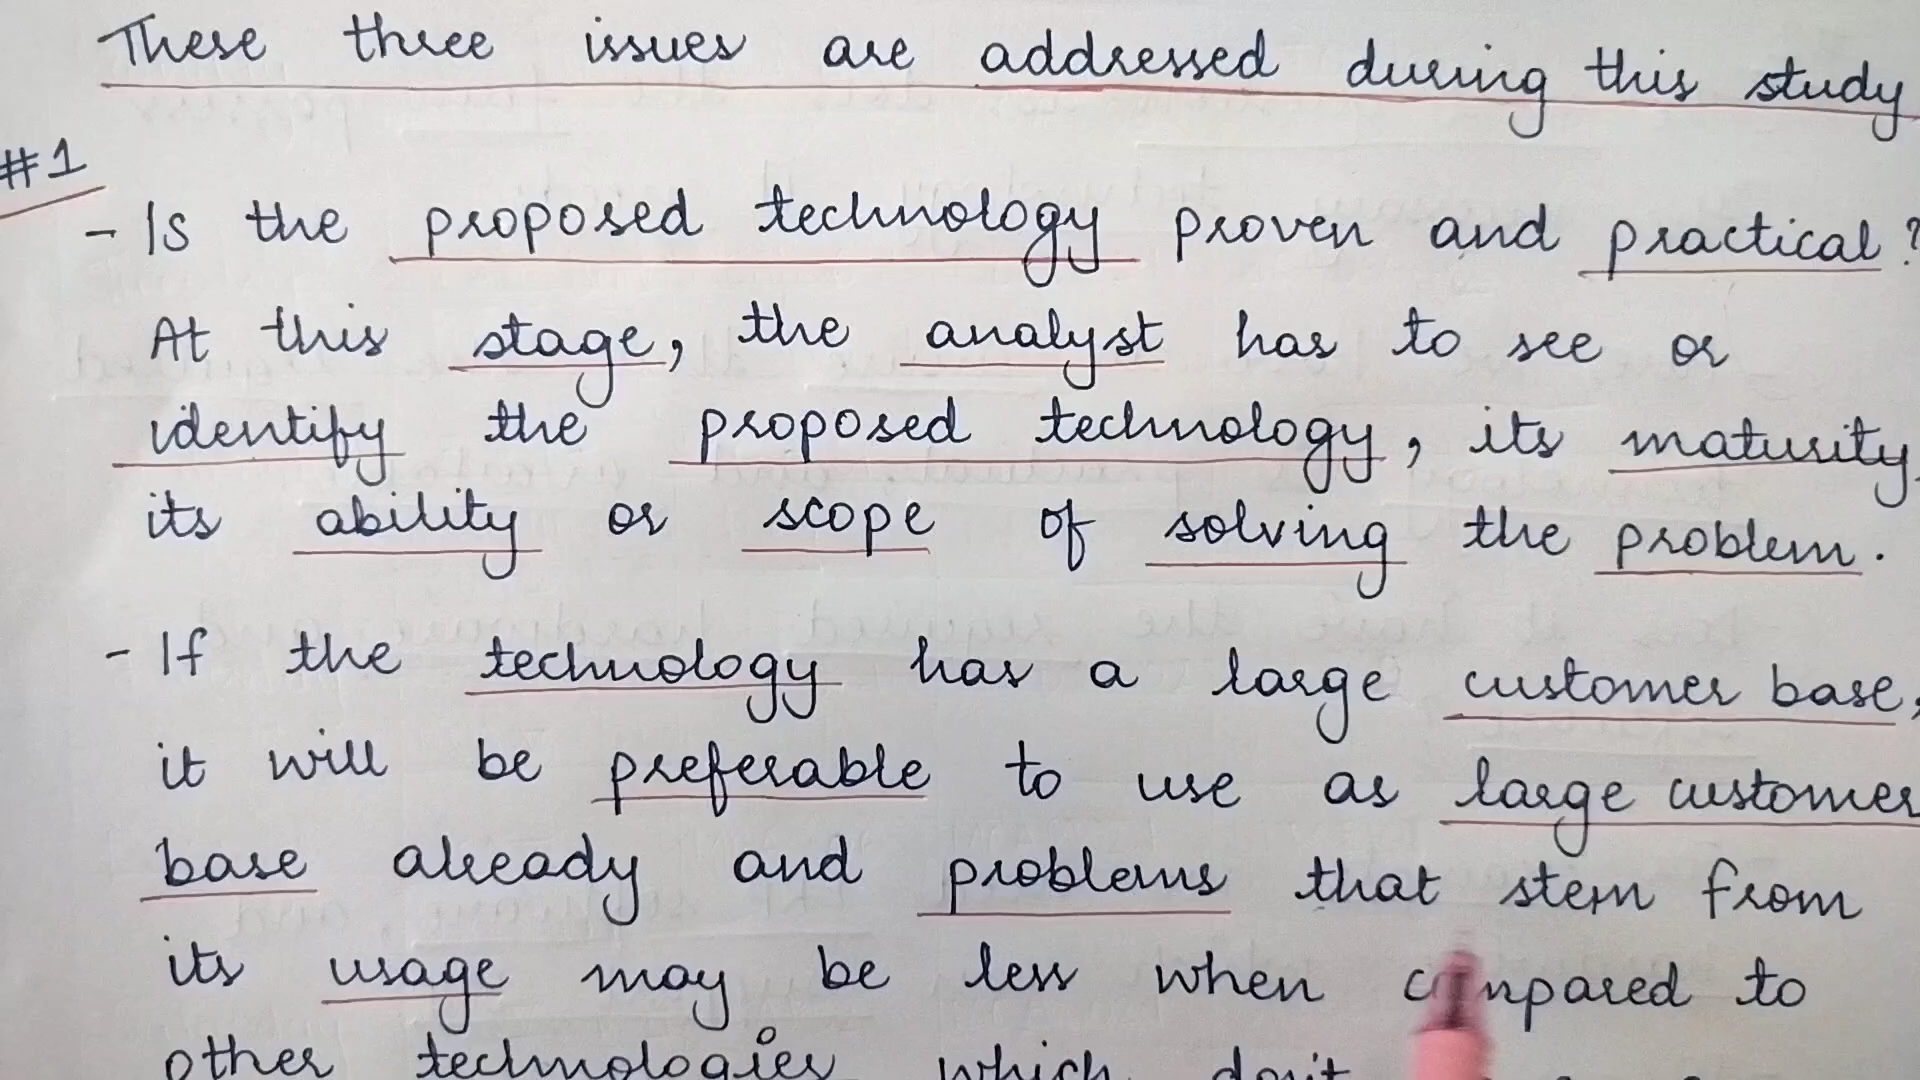 These three issues are addressed during this study
#1
- Is the proposed technology proven and practical?
At this stage, the analyst has to see or
identify the proposed technology, its maturity,
its ability or scope of solving the problem.
- If the technology has a large customer base,
it will be preferable to use as large customer
base already and problems that stem from
its usage may be less when compared to
other technologies which don't